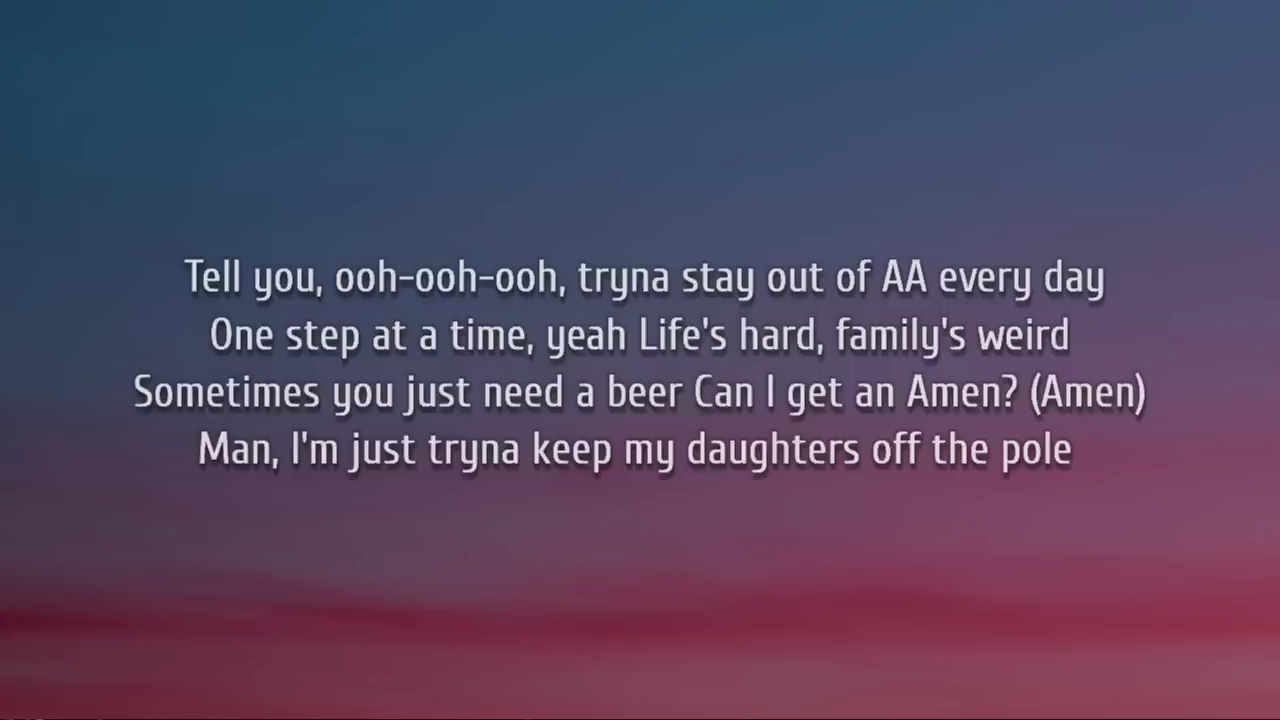 Tell you, ooh-ooh-ooh, tryna stay out of AA every day
One step at a time, yeah Life's hard, family's weird
Sometimes you just need a beer Can I get an Amen? (Amen)
Man, I'm just tryna keep my daughters off the pole